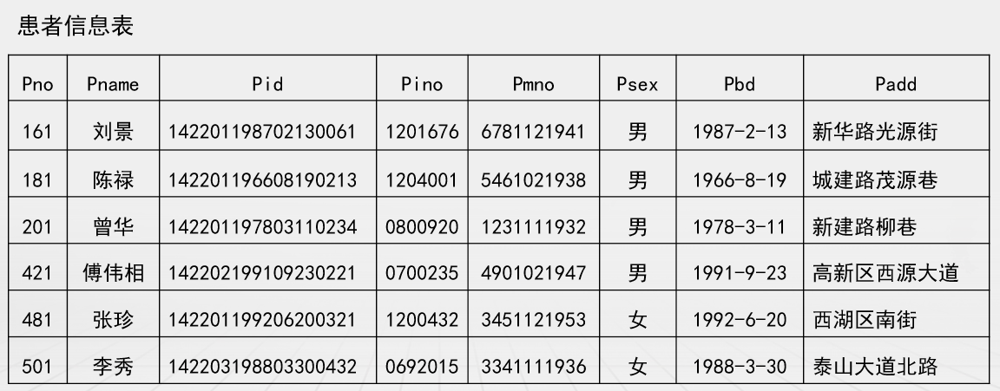 患者信息表
Pno Pname Pid Pino Pmno Psex Pbd Padd
161 刘景 142201198702130061 1201676 6781121941 男 1987-2-13 新华路光源街
181 陈禄 142201196608190213 1204001 5461021938 男 1966-8-19 城建路茂源巷
201 曾华 142201197803110234 0800920 1231111932 男 1978-3-11 新建路柳巷
421 傅伟相 142202199109230221 0700235 4901021947 男 1991-9-23 高新区西源大道
481 张珍 142201199206200321 1200432 3451121953 女 1992-6-20 西湖区南街
501 李秀 142203198803300432 0692015 3341111936 女 1988-3-30 泰山大道北路